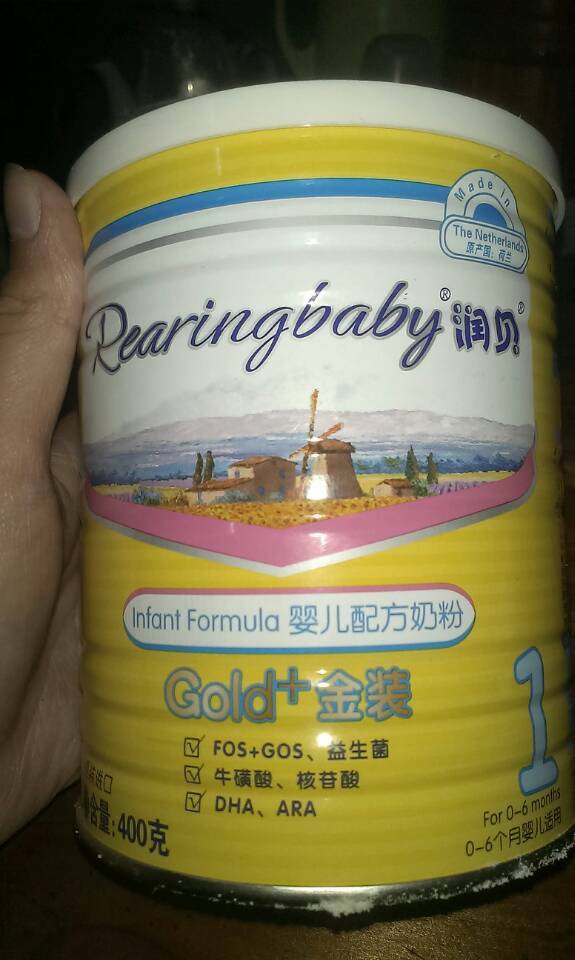 Made in
The Netherlands
原产国：荷兰
Rearingbaby® 润贝®
Infant Formula 婴儿配方奶粉
Gold+ 金装
FOS+GOS、益生菌
牛磺酸、核苷酸
DHA、ARA
1
含量:400克
For 0-6 months
0-6个月婴儿适用